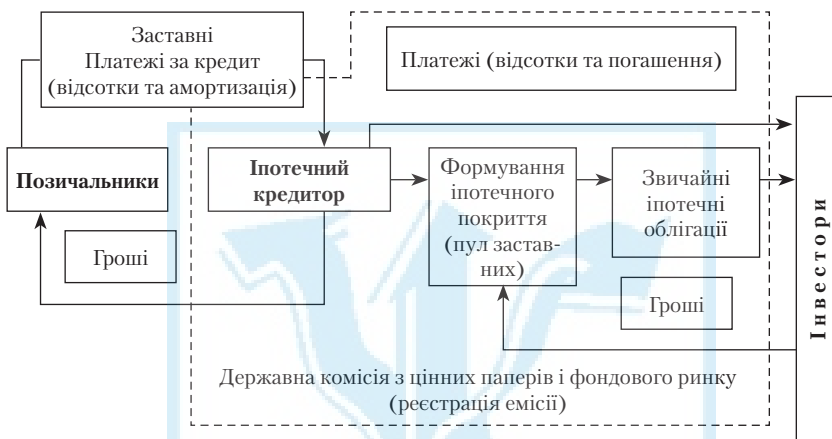 Заставні
Платежі за кредит
(відсотки та амортизація)
Платежі (відсотки та погашення)
Позичальники
Іпотечний
кредитор
Формування
іпотечного
покриття
(пул застав-
них)
Звичайні
іпотечні
облігації
Інвестори
Гроші
Гроші
Державна комісія з цінних паперів і фондового ринку
(реєстрація емісії)